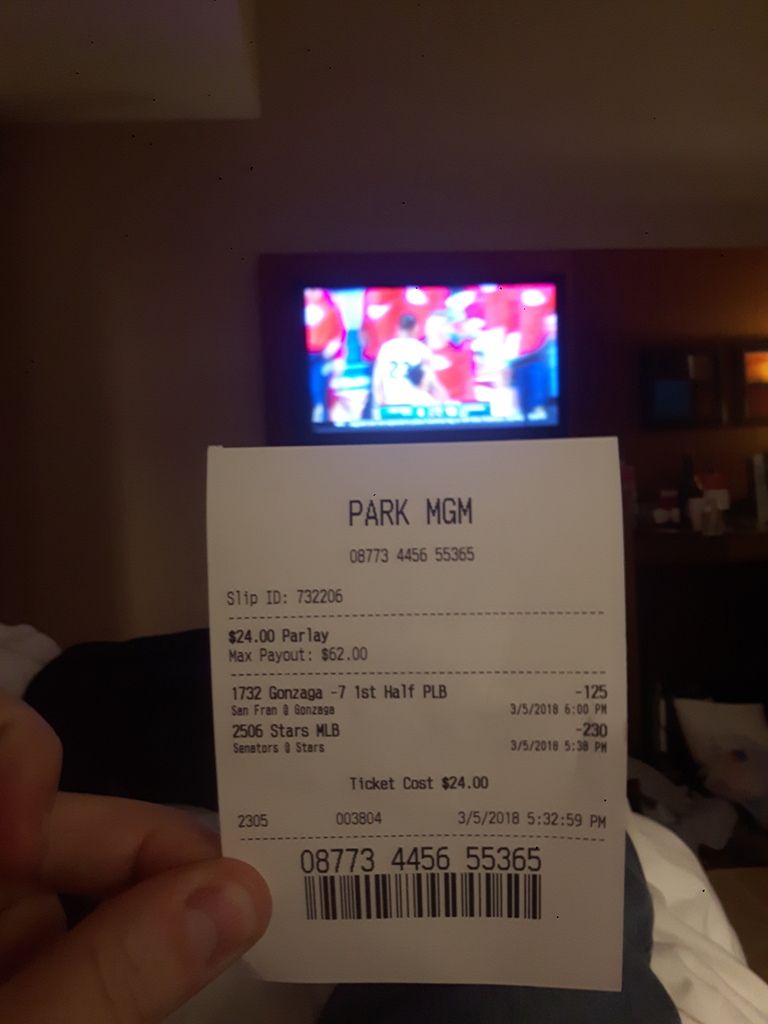 PARK MGM
08773 4456 55365
Slip ID: 732206
$24.00 Parlay
Max Payout: $62.00
1732 Gonzaga -7 1st Half PLB -125
San Fran @ Gonzaga 3/5/2018 6:00 PM
2506 Stars MLB -230
Senators @ Stars 3/5/2018 5:38 PM
Ticket Cost $24.00
2305 003804 3/5/2018 5:32:59 PM
08773 4456 55365